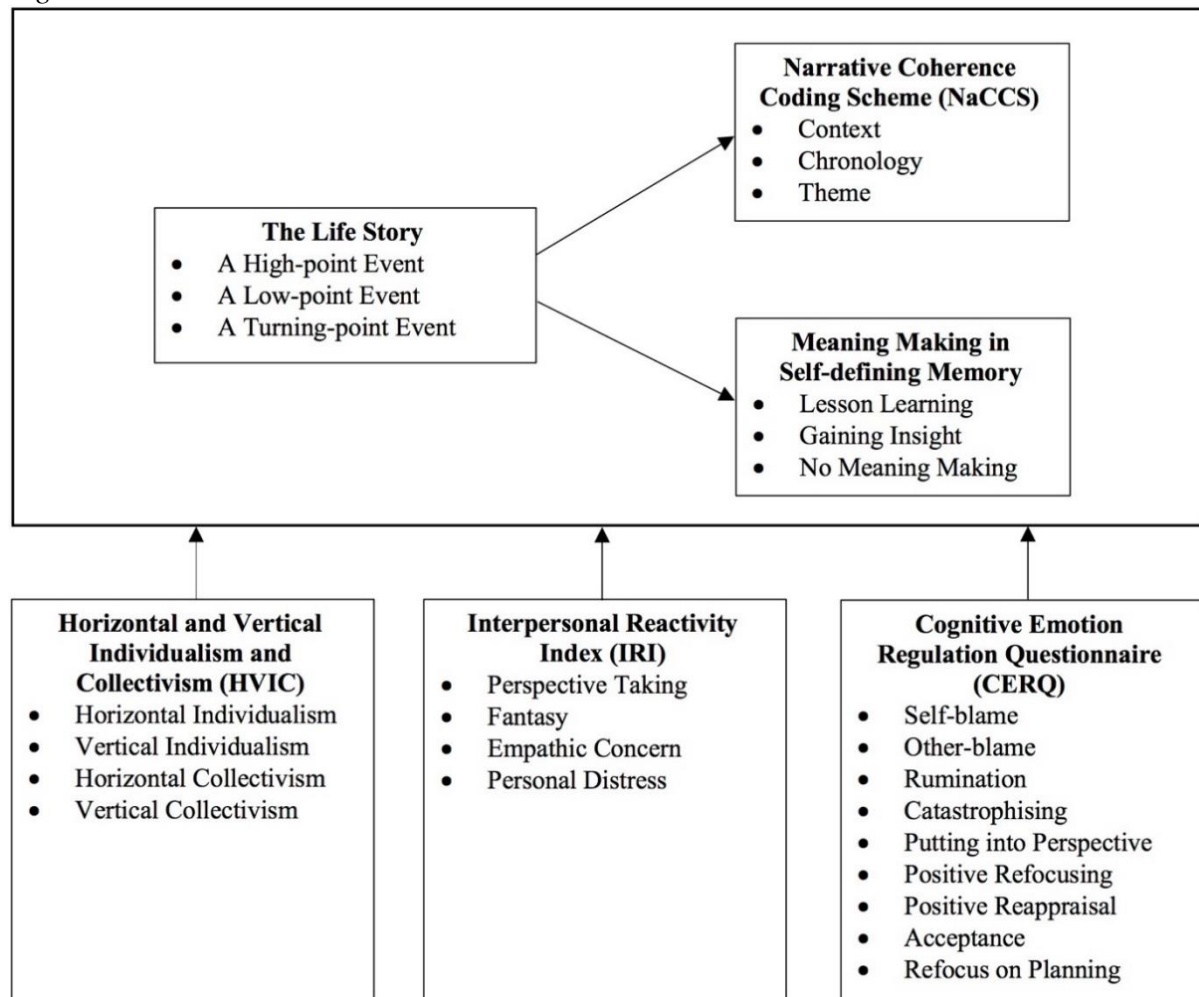 Narrative Coherence
Coding Scheme (NaCCS)
• Context
• Chronology
• Theme
The Life Story
• A High-point Event
• A Low-point Event
• A Turning-point Event
Meaning Making in
Self-defining Memory
• Lesson Learning
• Gaining Insight
• No Meaning Making
Horizontal and Vertical
Individualism and
Collectivism (HVIC)
• Horizontal Individualism
• Vertical Individualism
• Horizontal Collectivism
• Vertical Collectivism
Interpersonal Reactivity
Index (IRI)
• Perspective Taking
• Fantasy
• Empathic Concern
• Personal Distress
Cognitive Emotion
Regulation Questionnaire
(CERQ)
• Self-blame
• Other-blame
• Rumination
• Catastrophising
• Putting into Perspective
• Positive Refocusing
• Positive Reappraisal
• Acceptance
• Refocus on Planning